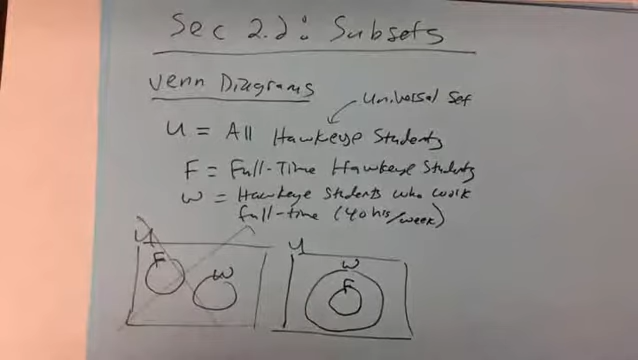 Sec 2.2: Subsets
Venn Diagrams
Universal Set
U = All Hawkeye Students
F = Full-Time Hawkeye Students
W = Hawkeye Students who work
full-time (40 hrs/week)
U
F
W
U
W
F